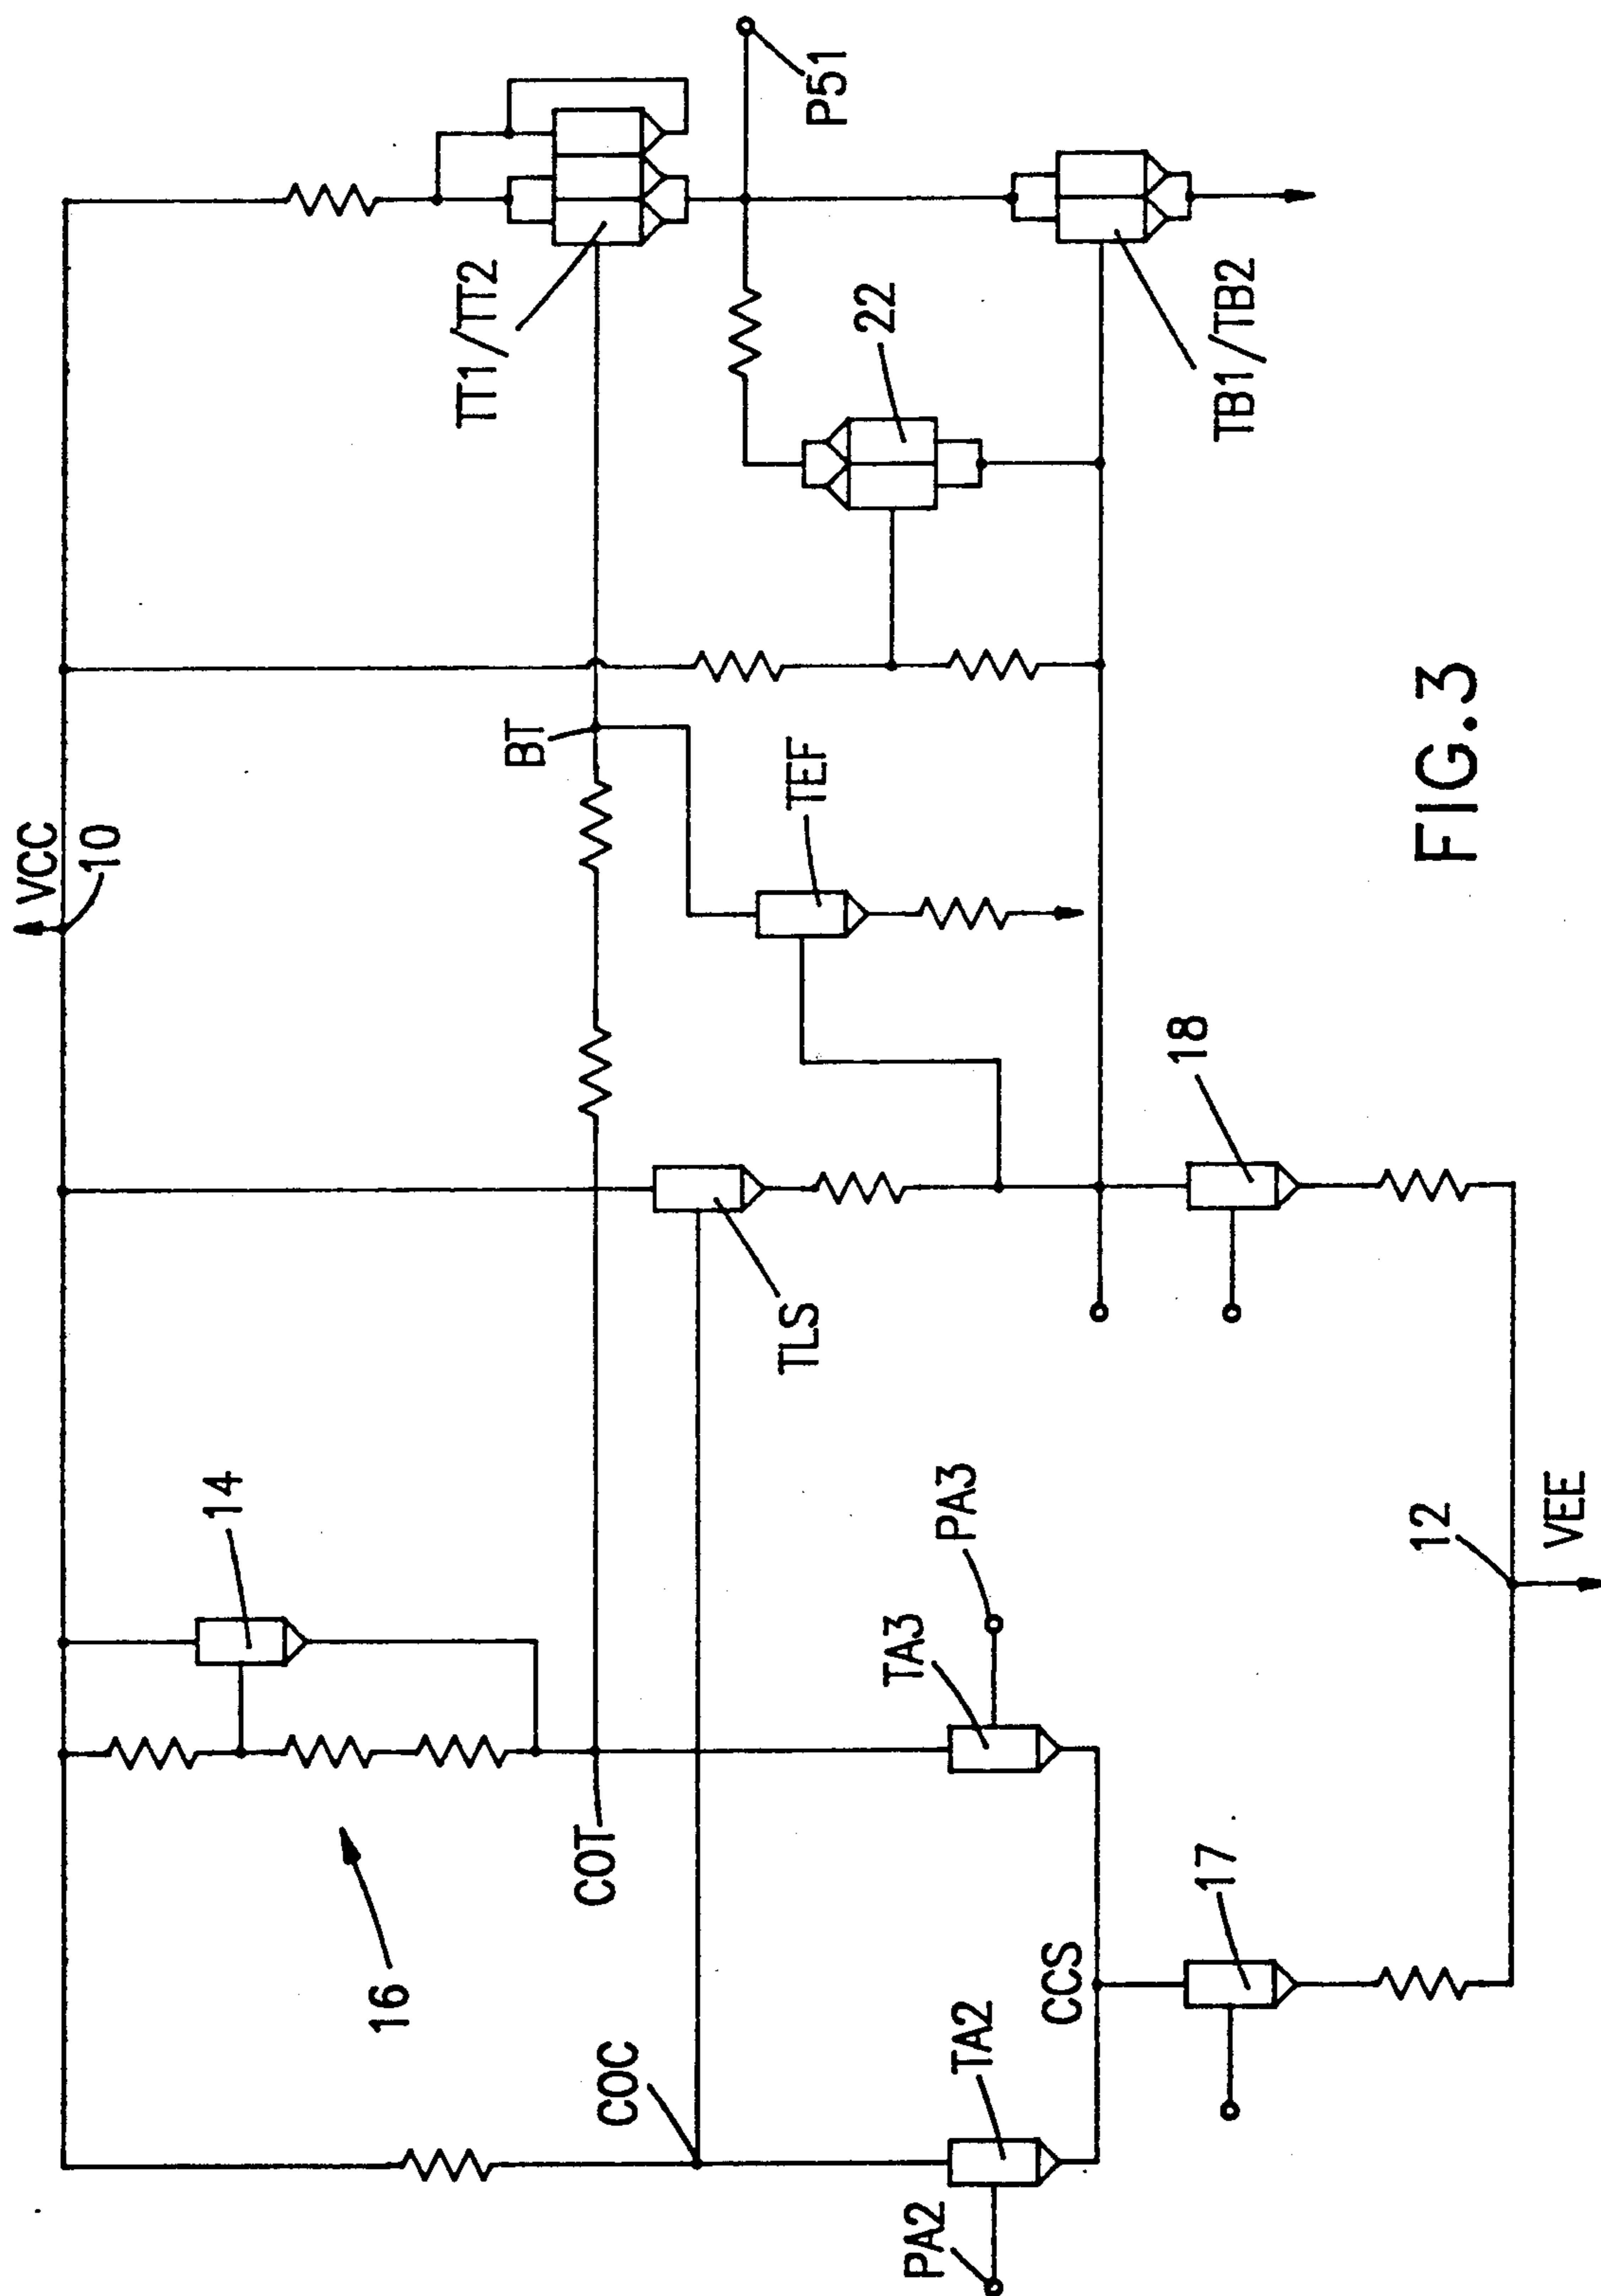 VCC
10
14
16
COT
COC
TLS
BT
TEF
TT1/TT2
P51
22
TB1/TB2
TA3
PA3
PA2
TA2
CCS
17
18
12
VEE
FIG.3